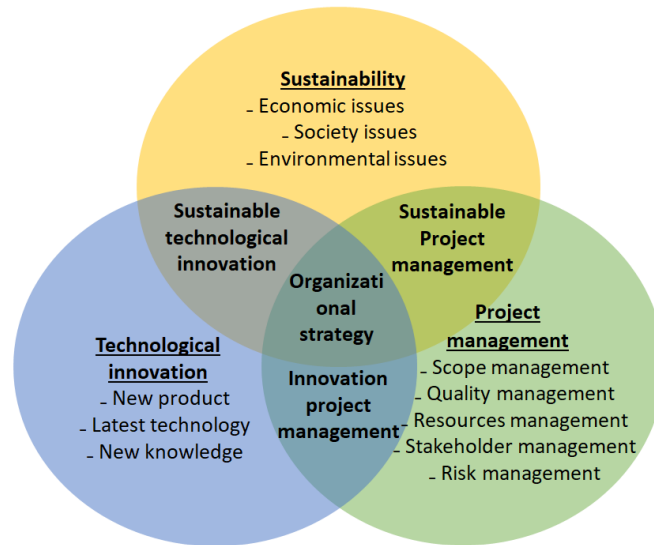 Sustainability
- Economic issues
- Society issues
- Environmental issues
Sustainable
technological
innovation
Sustainable
Project
management
Organizati
onal
strategy
Technological
innovation
- New product
- Latest technology
- New knowledge
Innovation
project
management
Project
management
- Scope management
- Quality management
- Resources management
- Stakeholder management
- Risk management